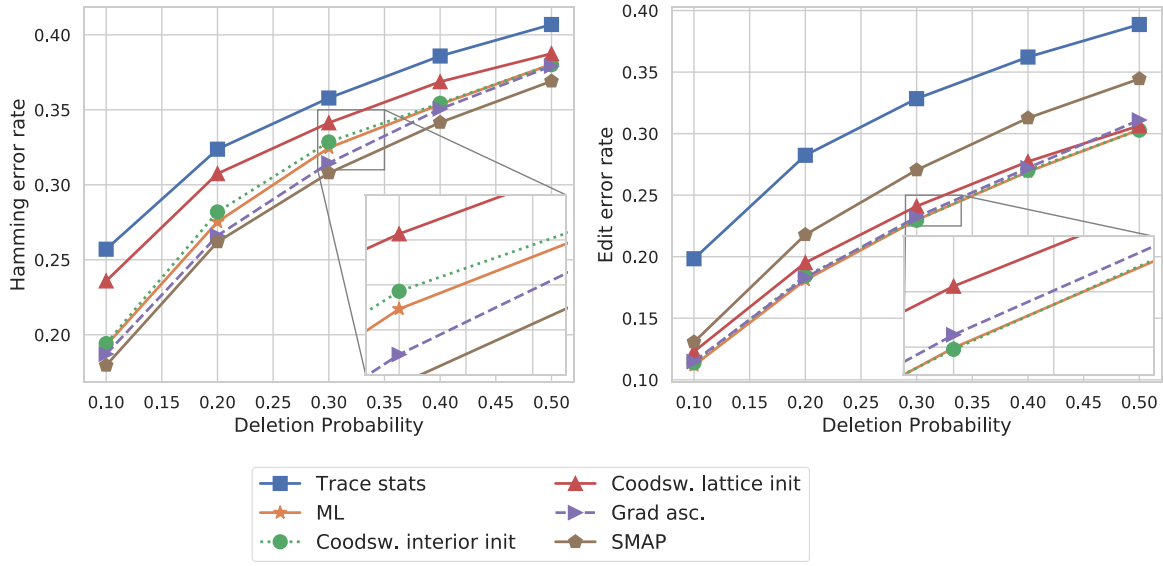 Hamming error rate
0.40
0.35
0.30
0.25
0.20
0.10 0.15 0.20 0.25 0.30 0.35 0.40 0.45 0.50
Deletion Probability
Edit error rate
0.40
0.35
0.30
0.25
0.20
0.15
0.10
0.10 0.15 0.20 0.25 0.30 0.35 0.40 0.45 0.50
Deletion Probability
Trace stats
ML
Coodsw. interior init
Coodsw. lattice init
Grad asc.
SMAP